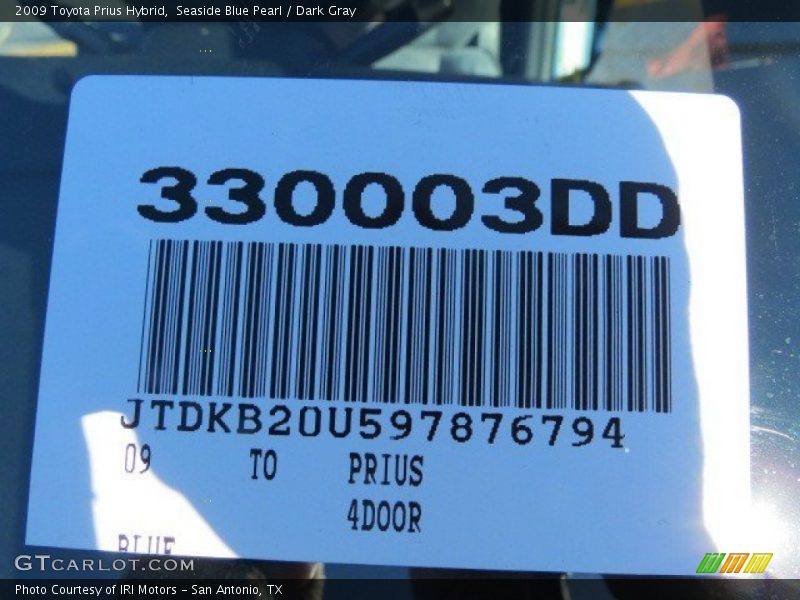 2009 Toyota Prius Hybrid, Seaside Blue Pearl / Dark Gray
330003DD
JTDKB20U597876794
09 TO PRIUS
4DOOR
BLUE
GTCARLOT.COM
Photo Courtesy of IRI Motors – San Antonio, TX